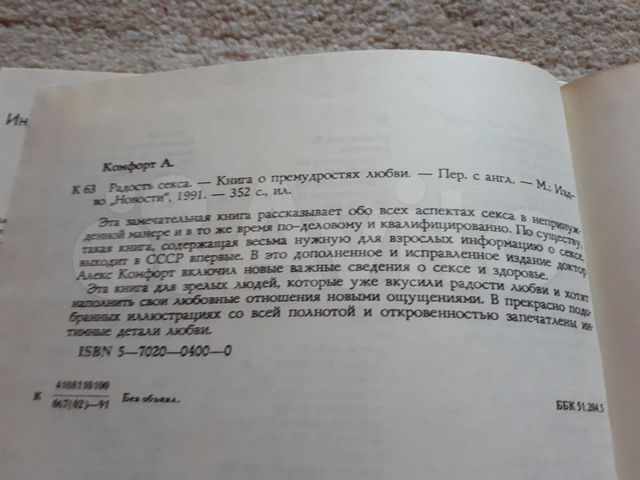 Ин
Комфорт А.
К 63 Радость секса. — Книга о премудростях любви. — Пер. с англ. — М.: Изд-
во „Новости", 1991. — 352 с., ил.
Эта замечательная книга рассказывает обо всех аспектах секса в непринуж-
денной манере и в то же время по-деловому и квалифицированно. По существу,
такая книга, содержащая весьма нужную для взрослых информацию о сексе,
выходит в СССР впервые. В это дополненное и исправленное издание доктор
Алекс Комфорт включил новые важные сведения о сексе и здоровье.
Эта книга для зрелых людей, которые уже вкусили радости любви и хотят
наполнить свои любовные отношения новыми ощущениями. В прекрасно подо-
бранных иллюстрациях со всей полнотой и откровенностью запечатлены ин-
тимные детали любви.
ISBN 5—7020—0400—0
4108110100
К Без объявл.
067(02)—91
ББК 51.204.5